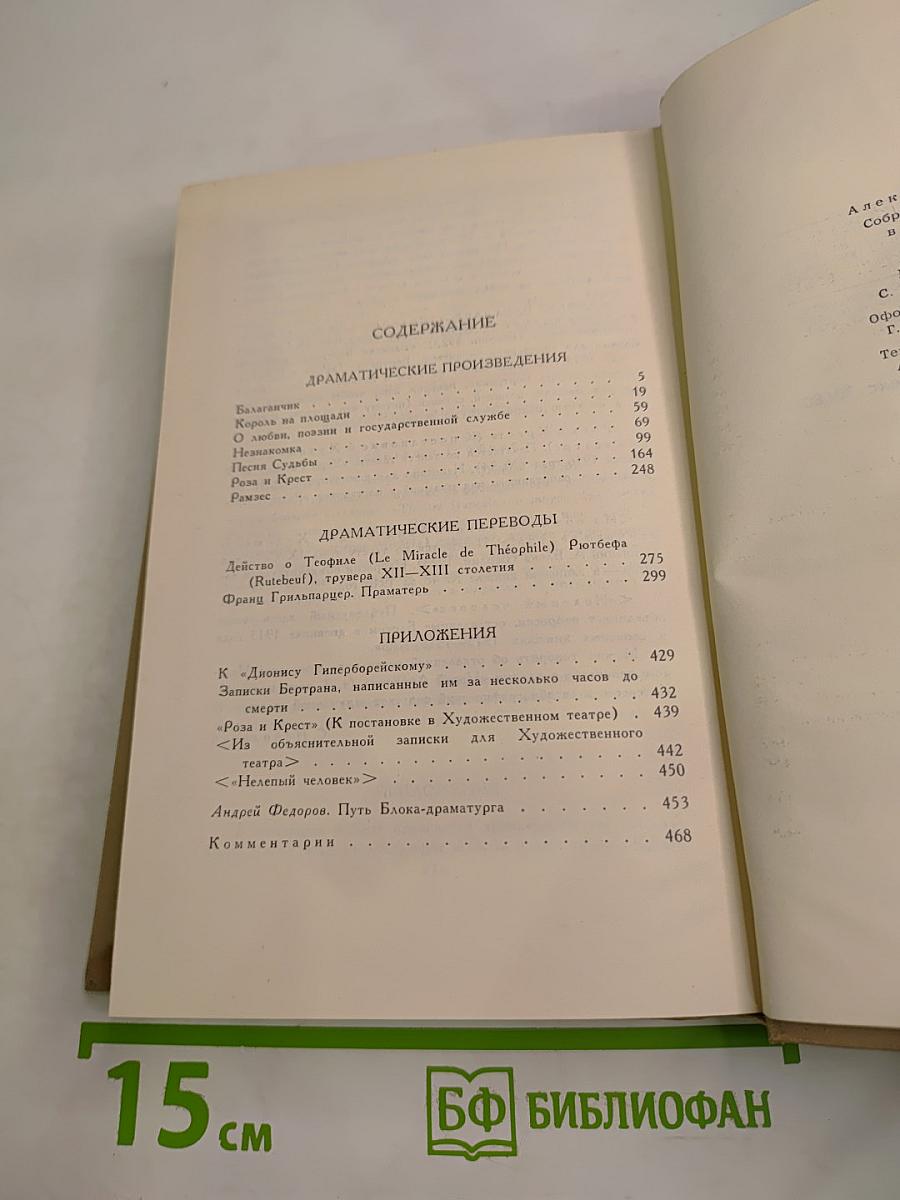 СОДЕРЖАНИЕ
ДРАМАТИЧЕСКИЕ ПРОИЗВЕДЕНИЯ
Балаганчик . . . . . . . . . . . . . . . . . 5
Король на площади . . . . . . . . . . . . . 19
О любви, поэзии и государственной службе . . . . . 59
Незнакомка . . . . . . . . . . . . . . . . . 69
Песня Судьбы . . . . . . . . . . . . . . . . 99
Роза и Крест . . . . . . . . . . . . . . . . 164
Рамзес . . . . . . . . . . . . . . . . . . . 248
ДРАМАТИЧЕСКИЕ ПЕРЕВОДЫ
Действо о Теофиле (Le Miracle de Théophile) Рютбефа
(Rutebeuf), трувера XII—XIII столетия . . . . . . 275
Франц Грильпарцер. Праматерь . . . . . . . . . . 299
ПРИЛОЖЕНИЯ
К «Дионису Гиперборейскому» . . . . . . . . . . . 429
Записки Бертрана, написанные им за несколько часов до
смерти . . . . . . . . . . . . . . . . . . . 432
«Роза и Крест» (К постановке в Художественном театре) . 439
<Из объяснительной записки для Художественного
театра> . . . . . . . . . . . . . . . . . . 442
<«Нелепый человек»> . . . . . . . . . . . . . 450
Андрей Федоров. Путь Блока-драматурга . . . . . . . 453
Комментарии . . . . . . . . . . . . . . . . 468
Алек
Собр
в
С.
Офо
Г.
Те
15 см
БФ БИБЛИОФАН